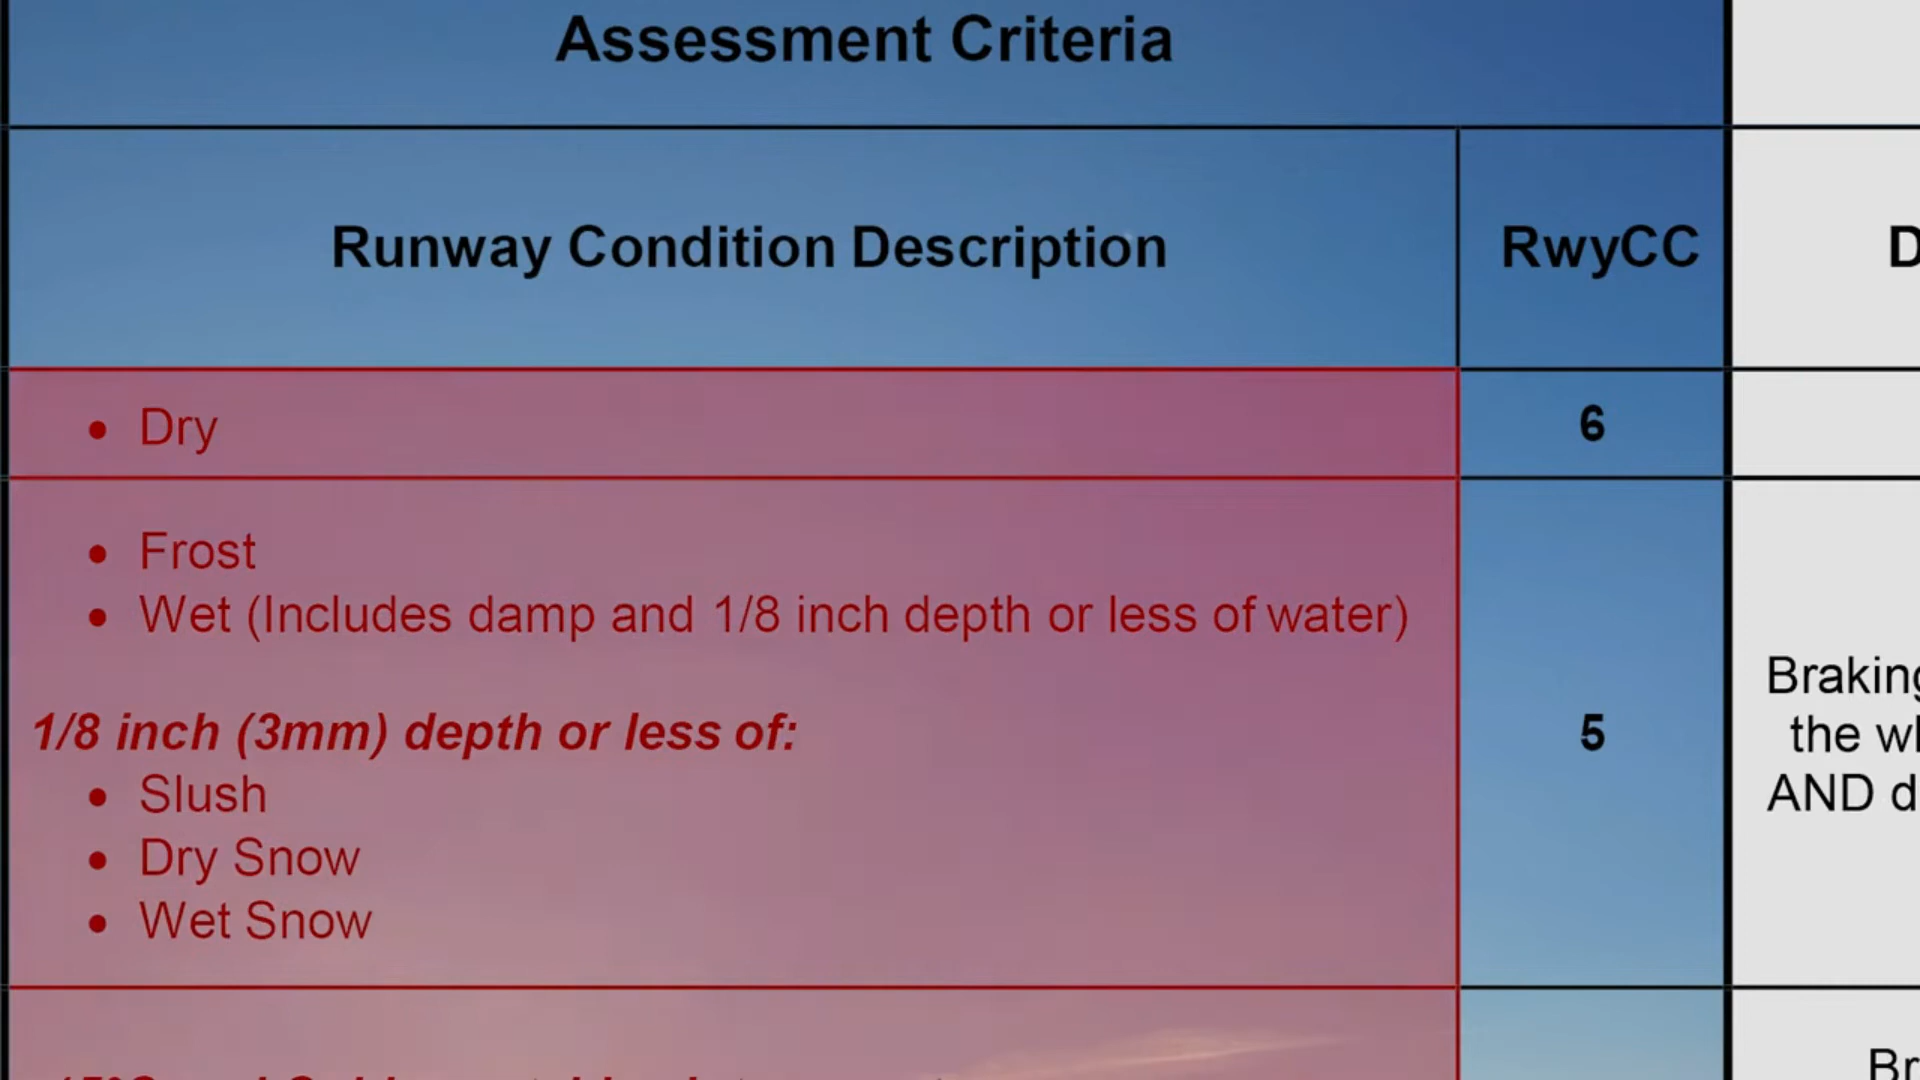 Assessment Criteria
Runway Condition Description
RwyCC
D
• Dry
6
• Frost
• Wet (Includes damp and 1/8 inch depth or less of water)
1/8 inch (3mm) depth or less of:
• Slush
• Dry Snow
• Wet Snow
5
Braking
the wh
AND d
Br